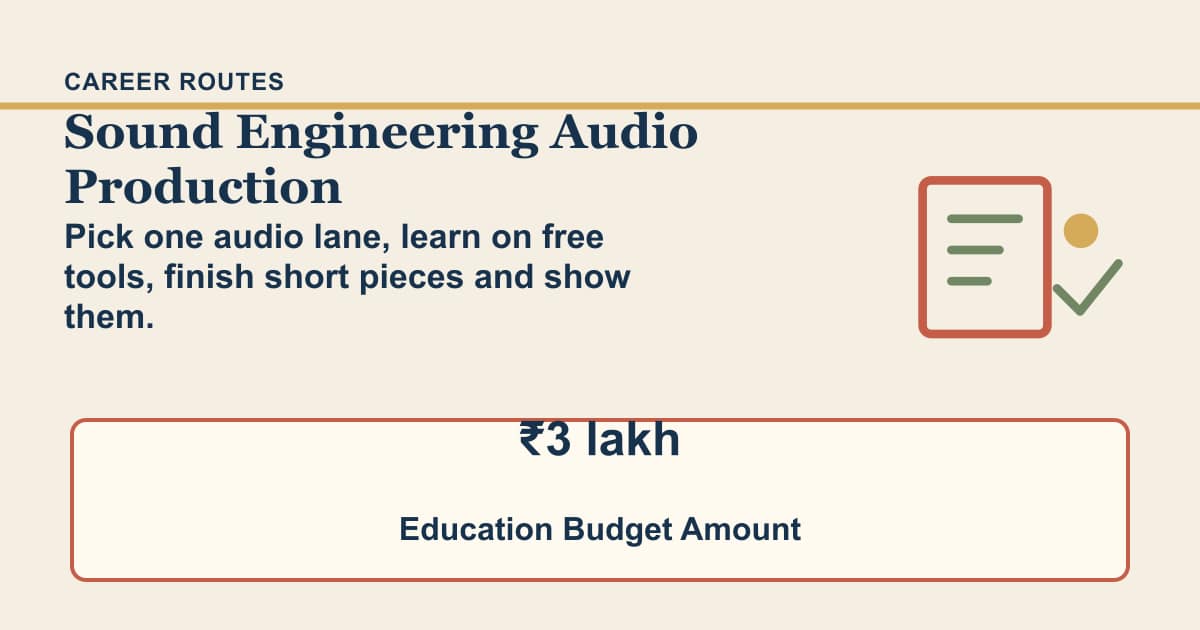 CAREER ROUTES
Sound Engineering Audio
Production
Pick one audio lane, learn on free
tools, finish short pieces and show
them.
₹3 lakh
Education Budget Amount